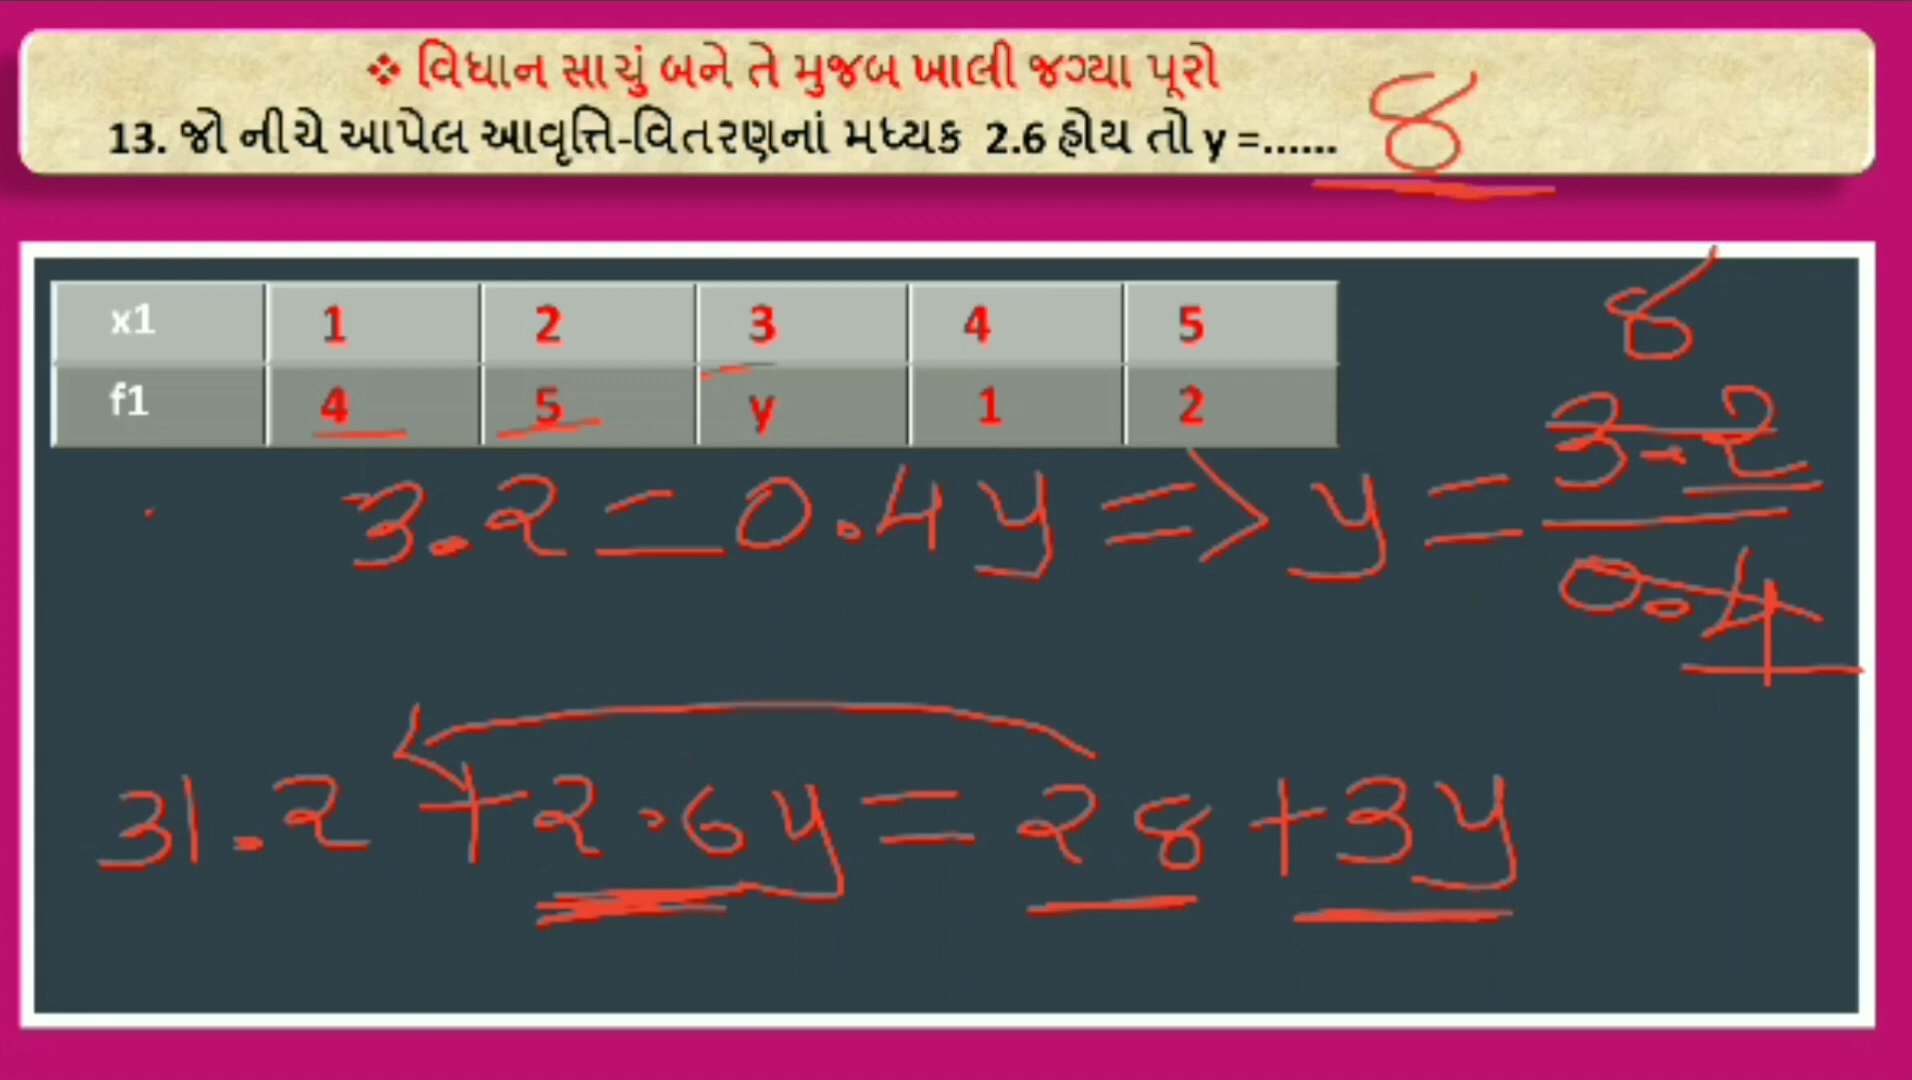 ❖ વિધાન સાચું બને તે મુજબ ખાલી જગ્યા પૂરો
13. જો નીચે આપેલ આવૃત્તિ-વિતરણનાં મધ્યક 2.6 હોય તો y =...... 8
x1 1 2 3 4 5
f1 4 5 y 1 2
8
3.2 = 0.4y => y = 3.2 / 0.4
31.2 + 2.6y = 28 + 3y